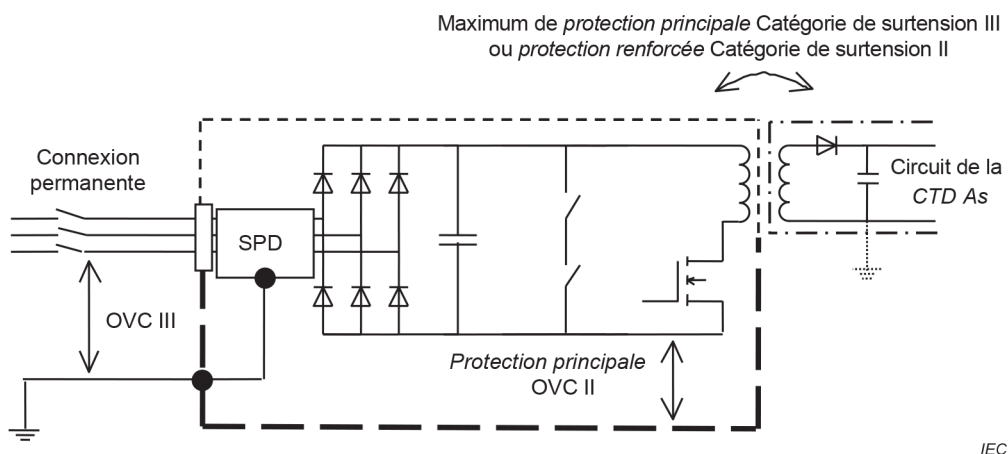 Maximum de protection principale Catégorie de surtension III
ou protection renforcée Catégorie de surtension II
Connexion
permanente
Circuit de la
CTD As
SPD
OVC III
Protection principale
OVC II
IEC